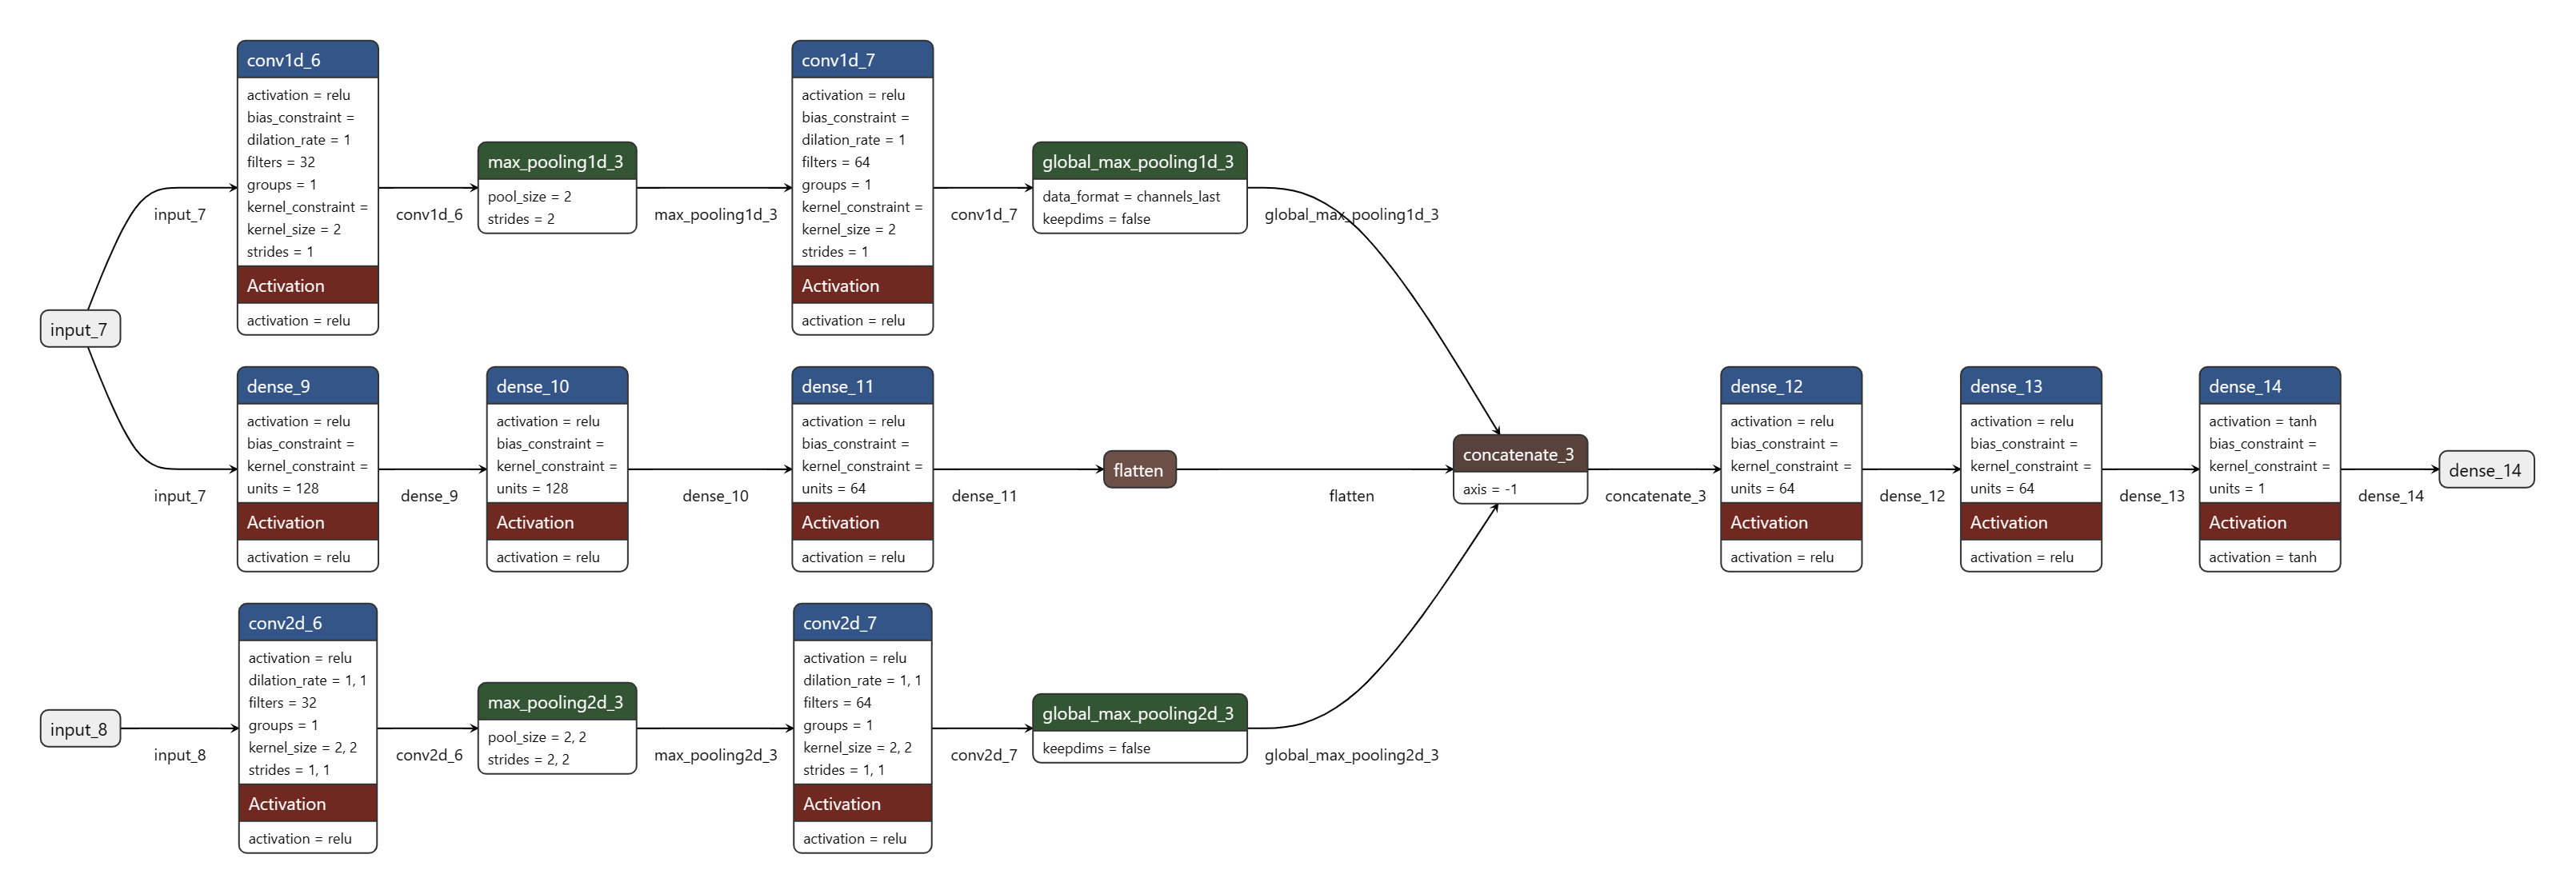 input_7
input_7
input_7
conv1d_6
activation = relu
bias_constraint =
dilation_rate = 1
filters = 32
groups = 1
kernel_constraint =
kernel_size = 2
strides = 1
Activation
activation = relu
conv1d_6
max_pooling1d_3
pool_size = 2
strides = 2
max_pooling1d_3
conv1d_7
activation = relu
bias_constraint =
dilation_rate = 1
filters = 64
groups = 1
kernel_constraint =
kernel_size = 2
strides = 1
Activation
activation = relu
conv1d_7
global_max_pooling1d_3
data_format = channels_last
keepdims = false
global_max_pooling1d_3
dense_9
activation = relu
bias_constraint =
kernel_constraint =
units = 128
Activation
activation = relu
dense_9
dense_10
activation = relu
bias_constraint =
kernel_constraint =
units = 128
Activation
activation = relu
dense_10
dense_11
activation = relu
bias_constraint =
kernel_constraint =
units = 64
Activation
activation = relu
dense_11
flatten
flatten
input_8
input_8
conv2d_6
activation = relu
dilation_rate = 1, 1
filters = 32
groups = 1
kernel_size = 2, 2
strides = 1, 1
Activation
activation = relu
conv2d_6
max_pooling2d_3
pool_size = 2, 2
strides = 2, 2
max_pooling2d_3
conv2d_7
activation = relu
dilation_rate = 1, 1
filters = 64
groups = 1
kernel_size = 2, 2
strides = 1, 1
Activation
activation = relu
conv2d_7
global_max_pooling2d_3
keepdims = false
global_max_pooling2d_3
concatenate_3
axis = -1
concatenate_3
dense_12
activation = relu
bias_constraint =
kernel_constraint =
units = 64
Activation
activation = relu
dense_12
dense_13
activation = relu
bias_constraint =
kernel_constraint =
units = 64
Activation
activation = relu
dense_13
dense_14
activation = tanh
bias_constraint =
kernel_constraint =
units = 1
Activation
activation = tanh
dense_14
dense_14